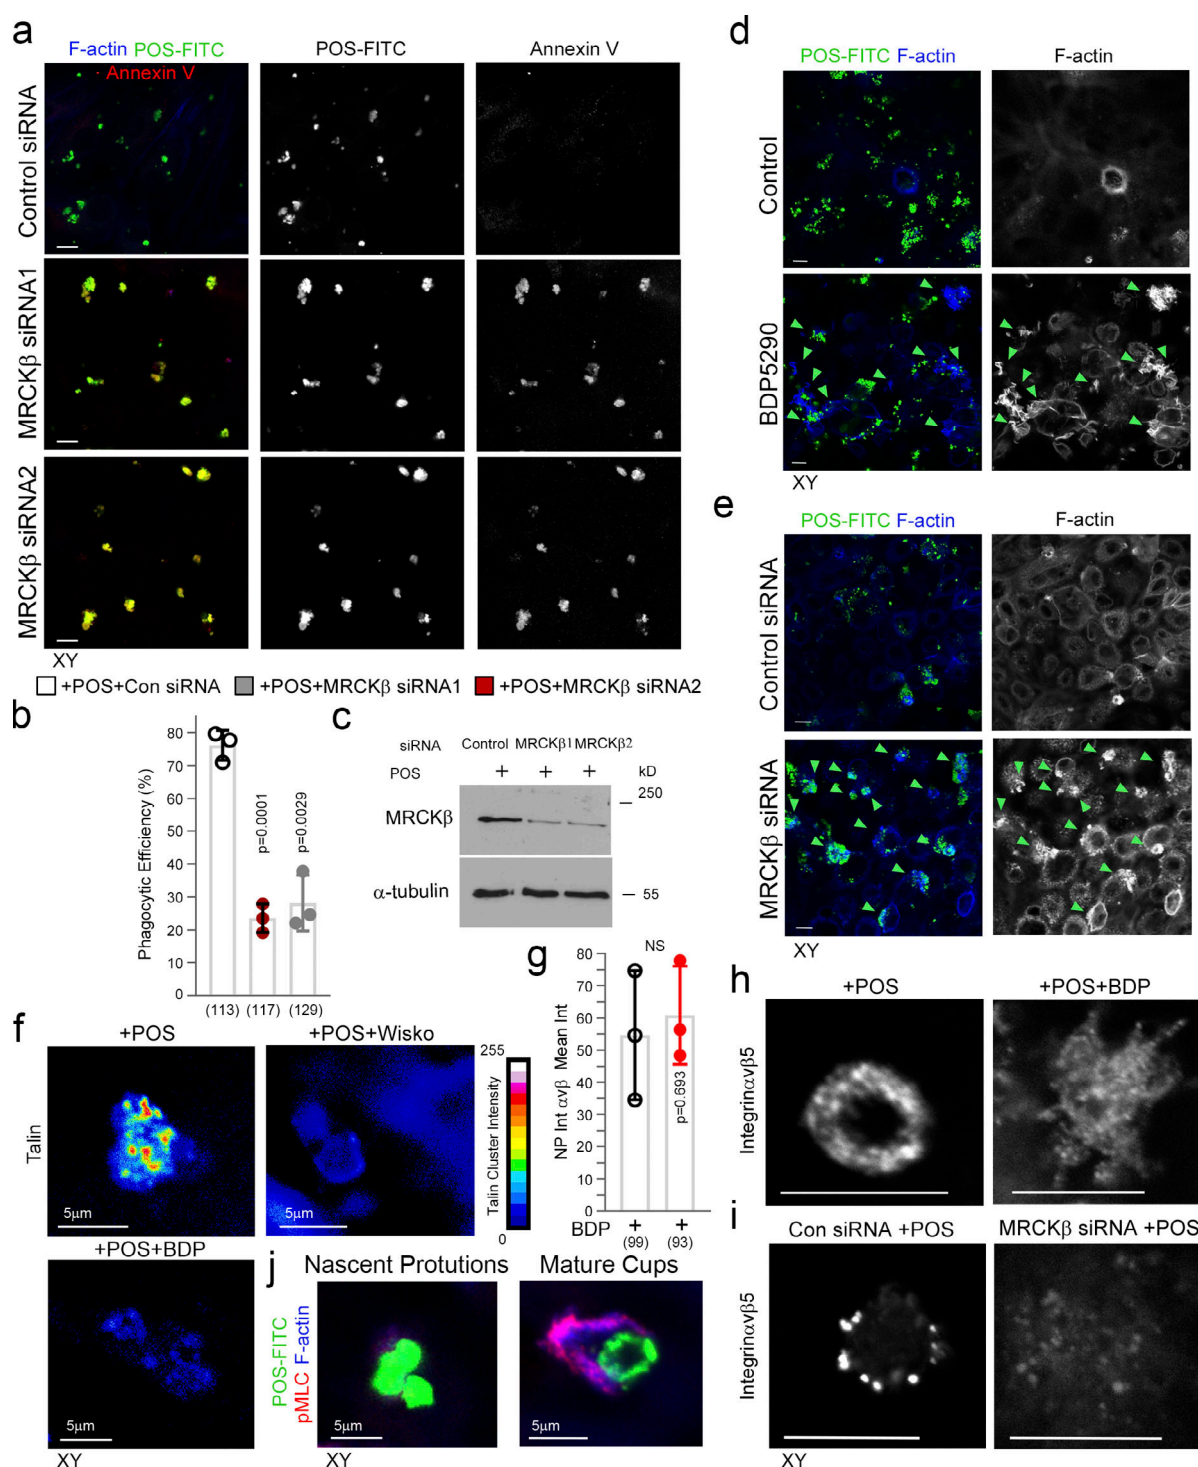 a
F-actin POS-FITC
Annexin V
POS-FITC
Annexin V
Control siRNA
MRCKβ siRNA1
MRCKβ siRNA2
XY
+POS+Con siRNA +POS+MRCKβ siRNA1 +POS+MRCKβ siRNA2
b
Phagocytic Efficiency (%)
80
70
60
50
40
30
20
10
0
p=0.0001
p=0.0029
(113) (117) (129)
c
siRNA Control MRCKβ1 MRCKβ2
POS + + + kD
250
MRCKβ
α-tubulin
55
d
POS-FITC F-actin
F-actin
Control
BDP5290
XY
e
POS-FITC F-actin
F-actin
Control siRNA
MRCKβ siRNA
XY
f
+POS
+POS+Wisko
Talin
5μm
5μm
255
Talin Cluster Intensity
0
+POS+BDP
5μm
XY
g
NS
NP Int αvβ Mean Int
80
75
70
60
50
40
30
20
10
0
p=0.693
BDP + +
(99) (93)
h
+POS
+POS+BDP
Integrinαvβ5
i
Con siRNA +POS
MRCKβ siRNA +POS
Integrinαvβ5
XY
j
Nascent Protutions
Mature Cups
POS-FITC
pMLC F-actin
5μm
5μm
XY